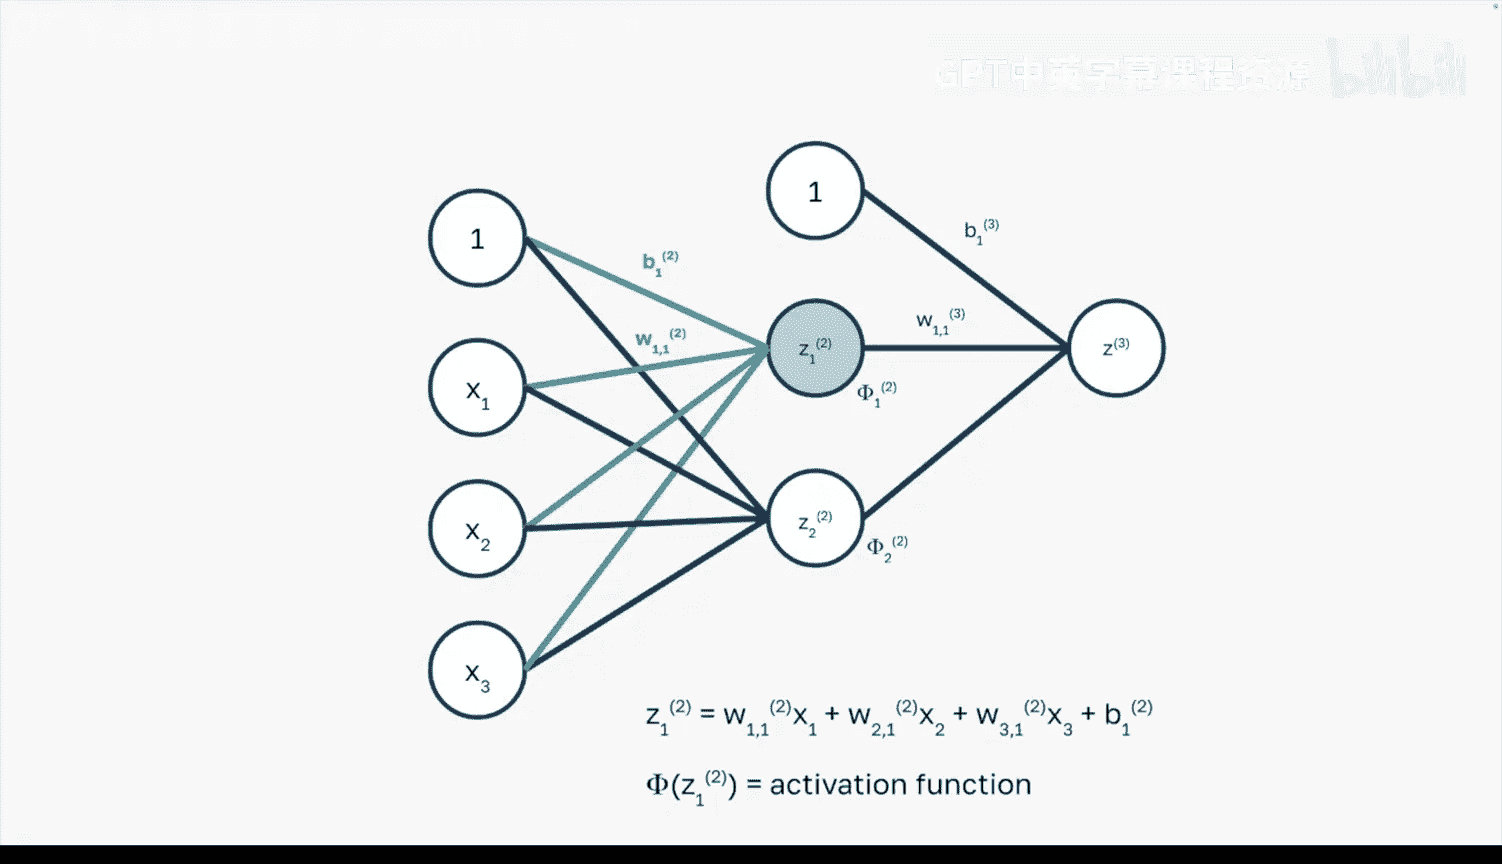 GPT中英字幕课程资源 bilibili
1
1
b₁⁽³⁾
b₁⁽²⁾
w₁,₁⁽³⁾
w₁,₁⁽²⁾
z₁⁽²⁾
z⁽³⁾
x₁
Φ₁⁽²⁾
x₂
z₂⁽²⁾
Φ₂⁽²⁾
x₃
z₁⁽²⁾ = w₁,₁⁽²⁾x₁ + w₂,₁⁽²⁾x₂ + w₃,₁⁽²⁾x₃ + b₁⁽²⁾
Φ(z₁⁽²⁾) = activation function